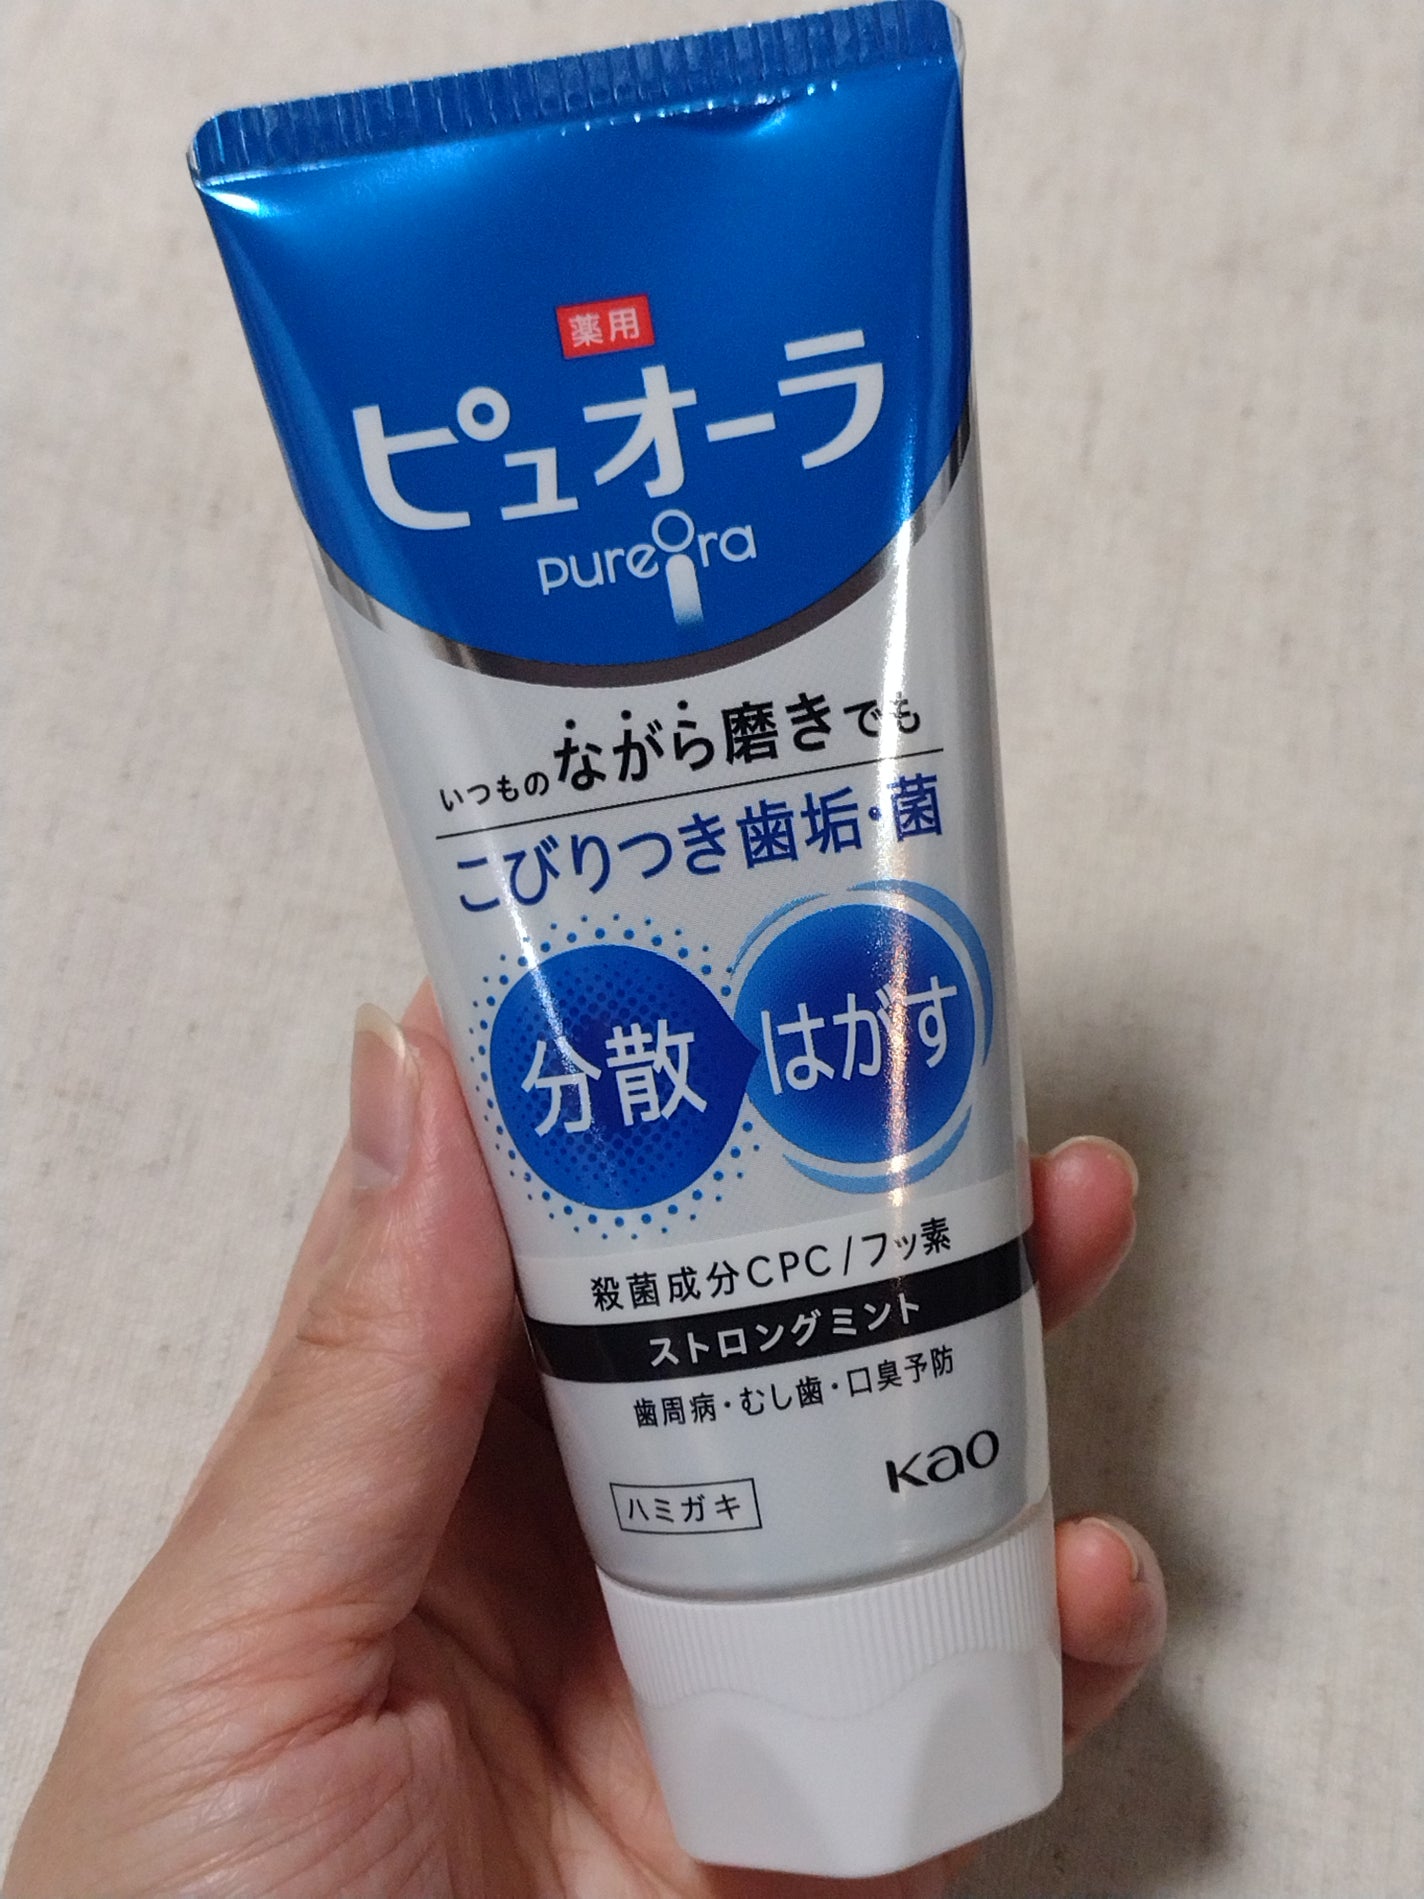 薬用
ピュオーラ
pureora
いつものながら磨きでも
こびりつき歯垢・菌
分散 はがす
殺菌成分CPC/フッ素
ストロングミント
歯周病・むし歯・口臭予防
Kao
ハミガキ